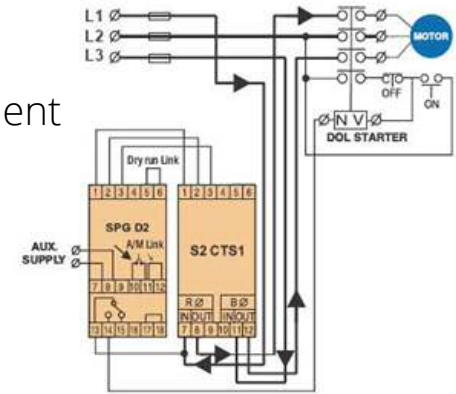 L1
L2
L3
MOTOR
OFF
ON
N V
DOL STARTER
ent
Dry run Link
1 2 3 4 5 6
1 2 3 4 5 6
SPG D2
A/M Link
S2 CTS1
AUX.
SUPPLY
7 8 9 10 11 12
R Ø B Ø
IN OUT IN OUT
7 8 9 10 11 12
13 14 15 16 17 18